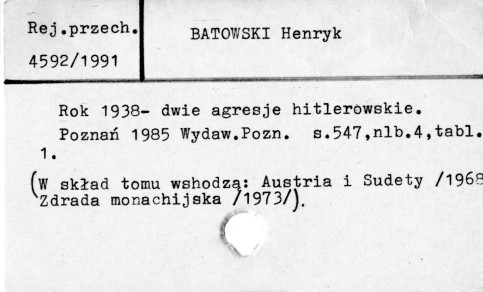 Rej.przech.
4592/1991
BATOWSKI Henryk
Rok 1938- dwie agresje hitlerowskie.
Poznań 1985 Wydaw.Pozn. s.547,nlb.4,tabl.
1.
(W skład tomu wshodzą: Austria i Sudety /1968
Zdrada monachijska /1973/).